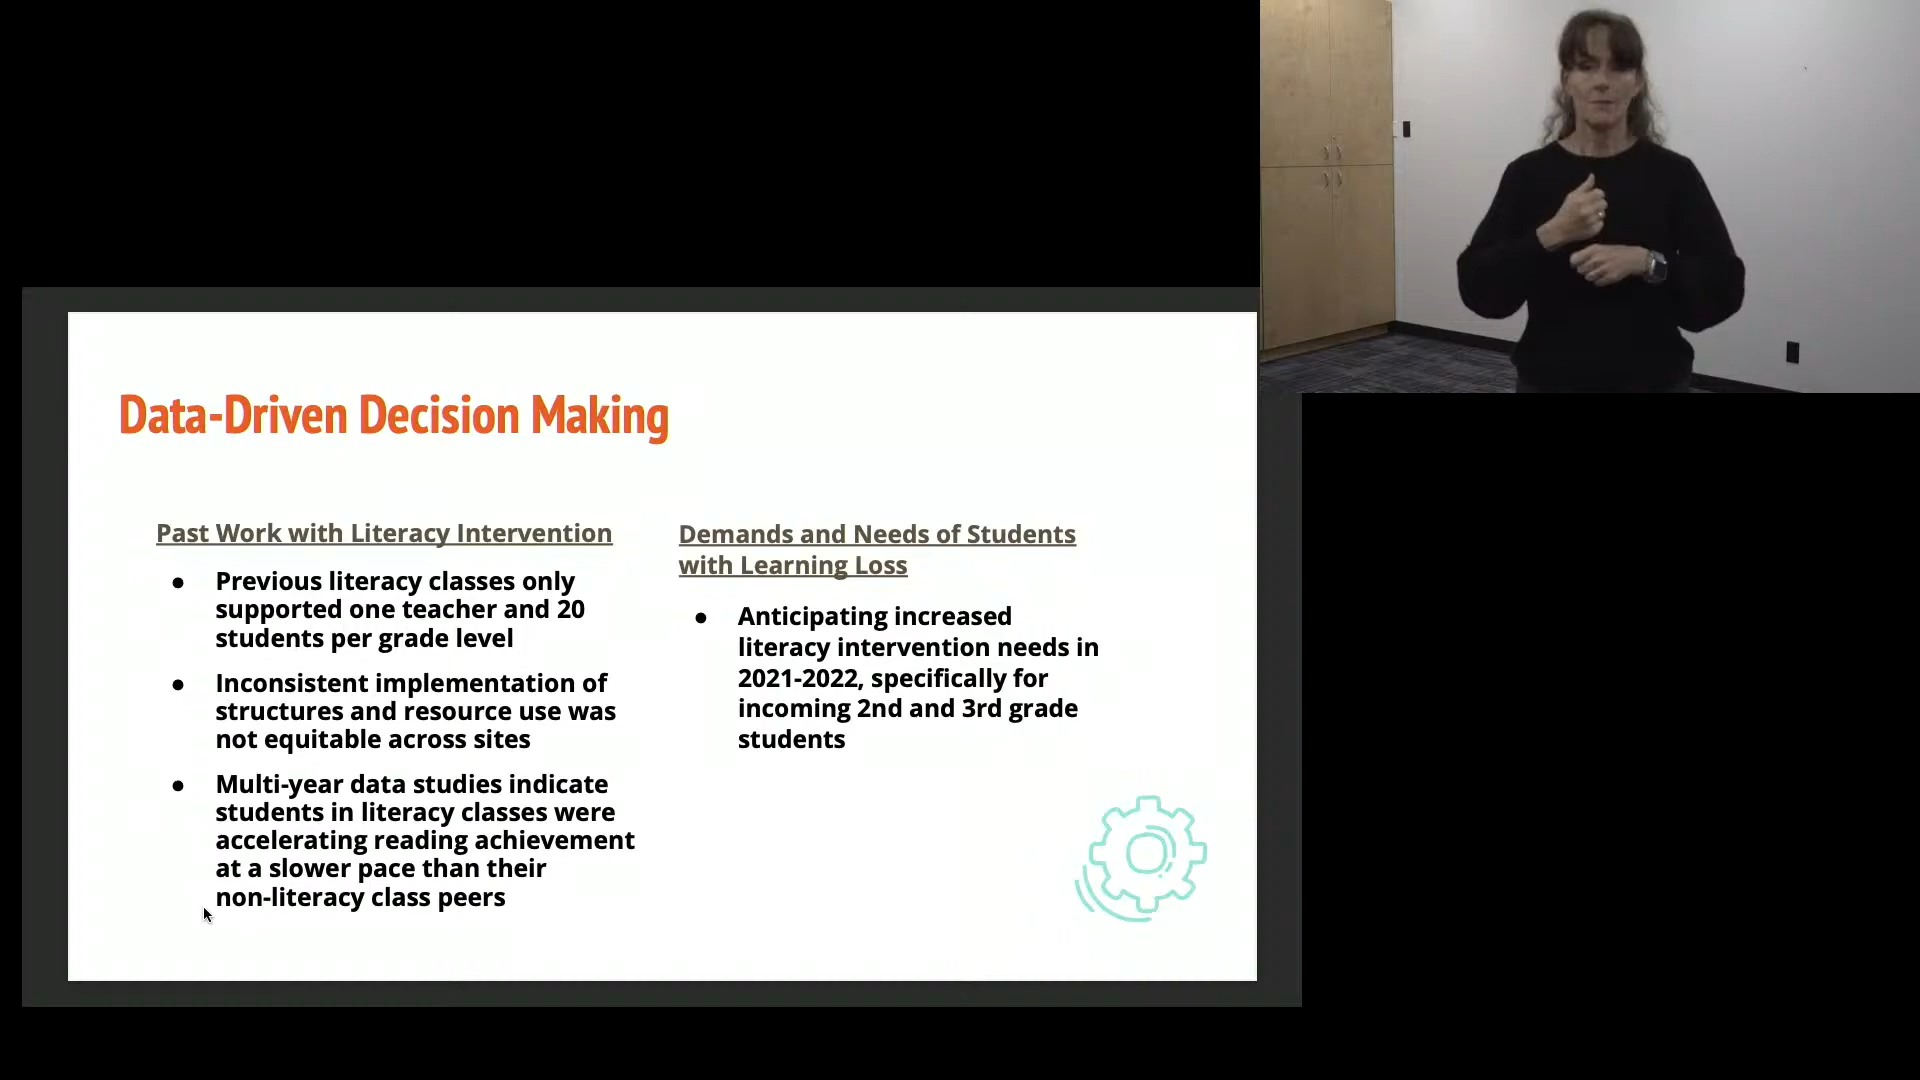 Data-Driven Decision Making
Past Work with Literacy Intervention
● Previous literacy classes only
supported one teacher and 20
students per grade level
● Inconsistent implementation of
structures and resource use was
not equitable across sites
● Multi-year data studies indicate
students in literacy classes were
accelerating reading achievement
at a slower pace than their
non-literacy class peers
Demands and Needs of Students
with Learning Loss
● Anticipating increased
literacy intervention needs in
2021-2022, specifically for
incoming 2nd and 3rd grade
students